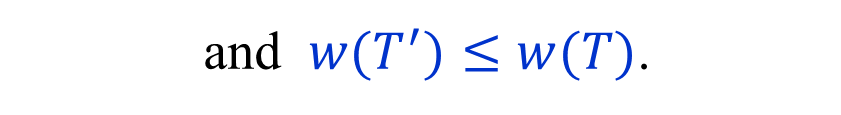 and w(T′) ≤ w(T).